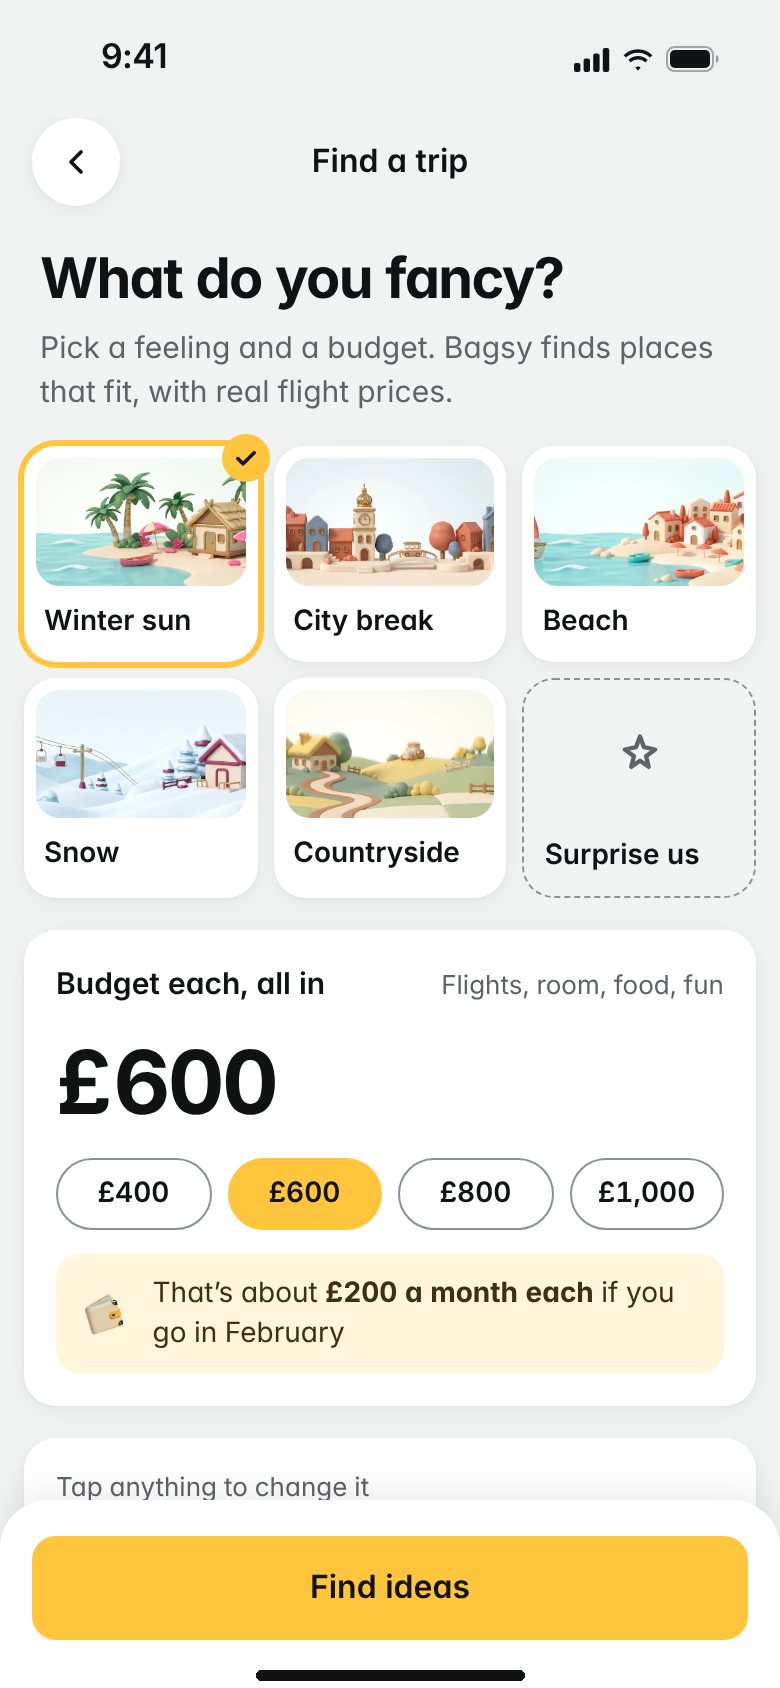 9:41
Find a trip
What do you fancy?
Pick a feeling and a budget. Bagsy finds places
that fit, with real flight prices.
Winter sun
City break
Beach
Snow
Countryside
Surprise us
Budget each, all in
Flights, room, food, fun
£600
£400
£600
£800
£1,000
That’s about £200 a month each if you
go in February
Tap anything to change it
Find ideas